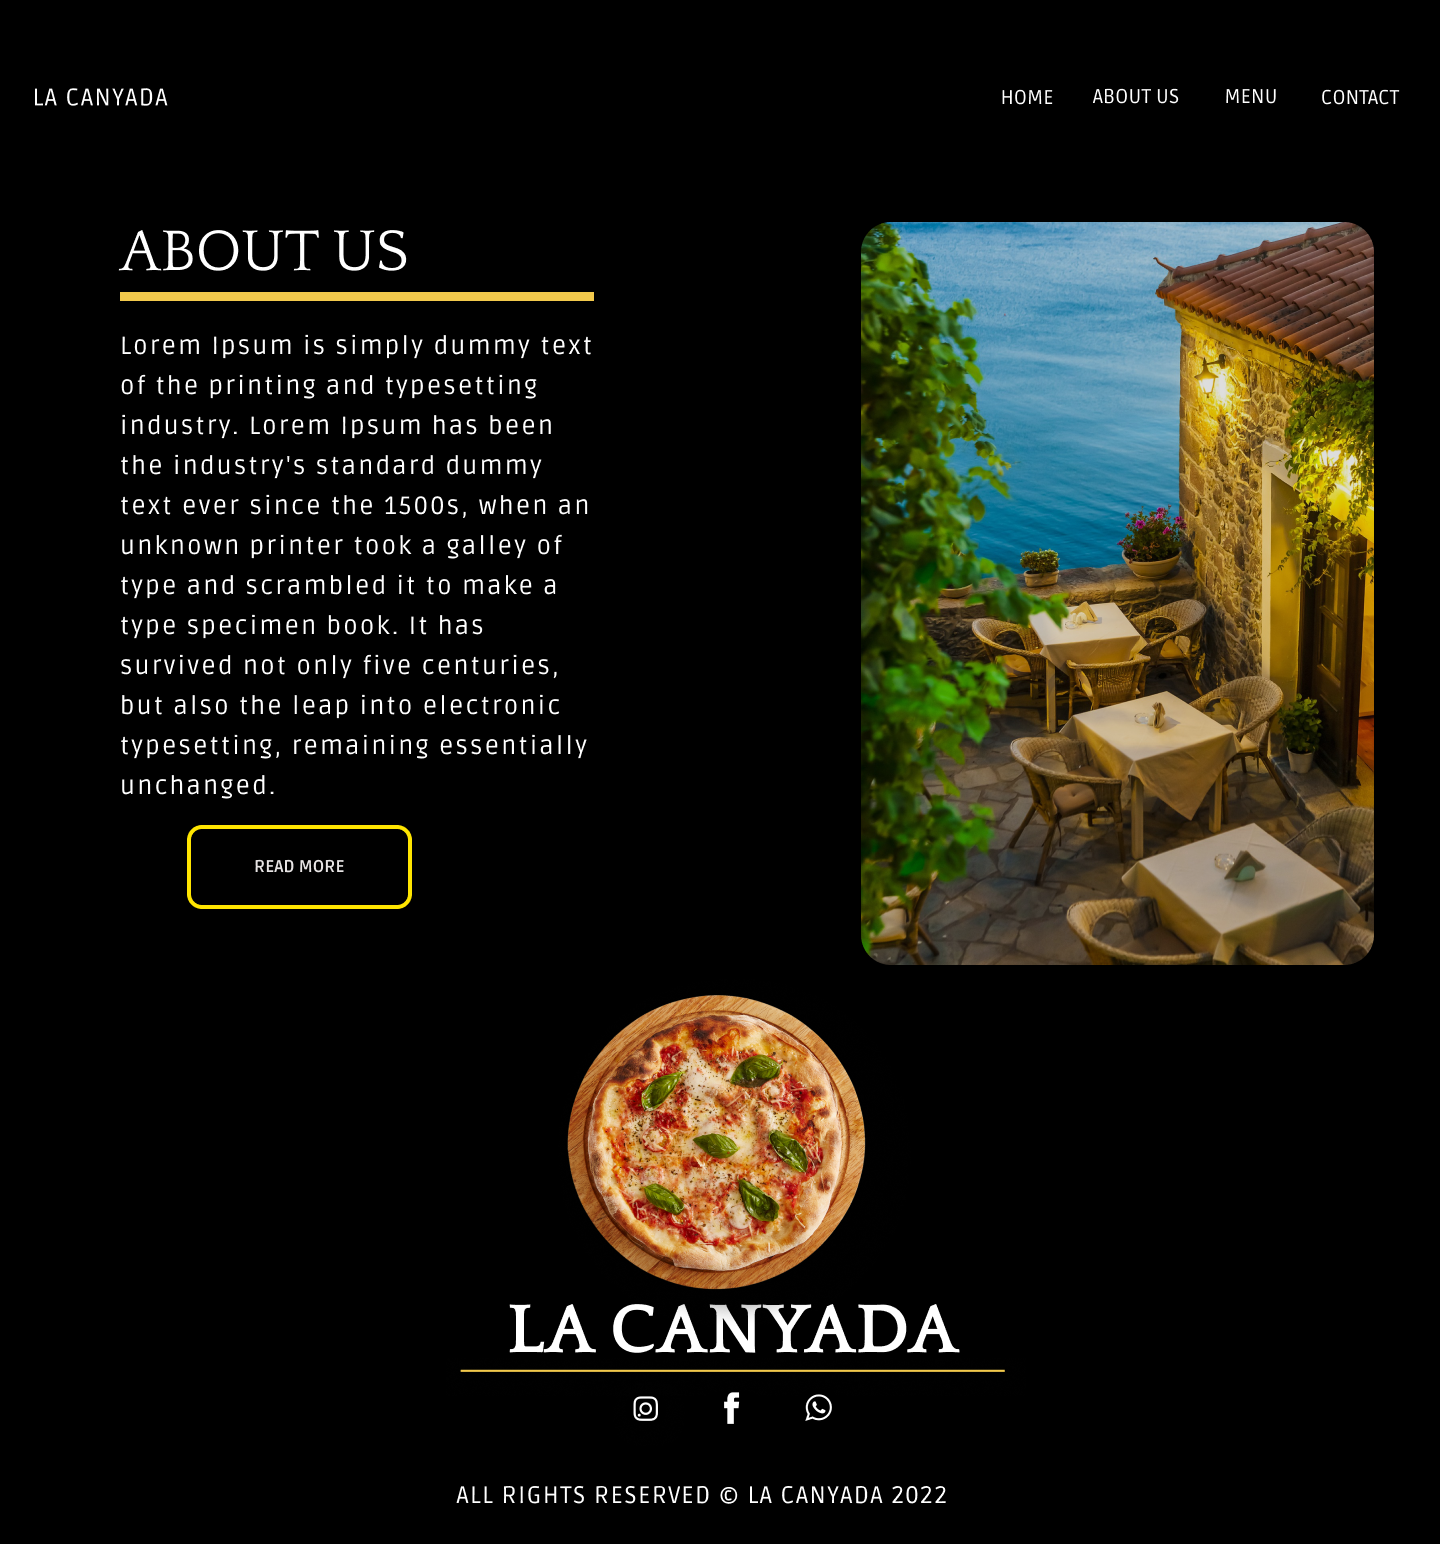 LA CANYADA
HOME ABOUT US MENU CONTACT
ABOUT US
Lorem Ipsum is simply dummy text
of the printing and typesetting
industry. Lorem Ipsum has been
the industry's standard dummy
text ever since the 1500s, when an
unknown printer took a galley of
type and scrambled it to make a
type specimen book. It has
survived not only five centuries,
but also the leap into electronic
typesetting, remaining essentially
unchanged.
READ MORE
LA CANYADA
ALL RIGHTS RESERVED © LA CANYADA 2022